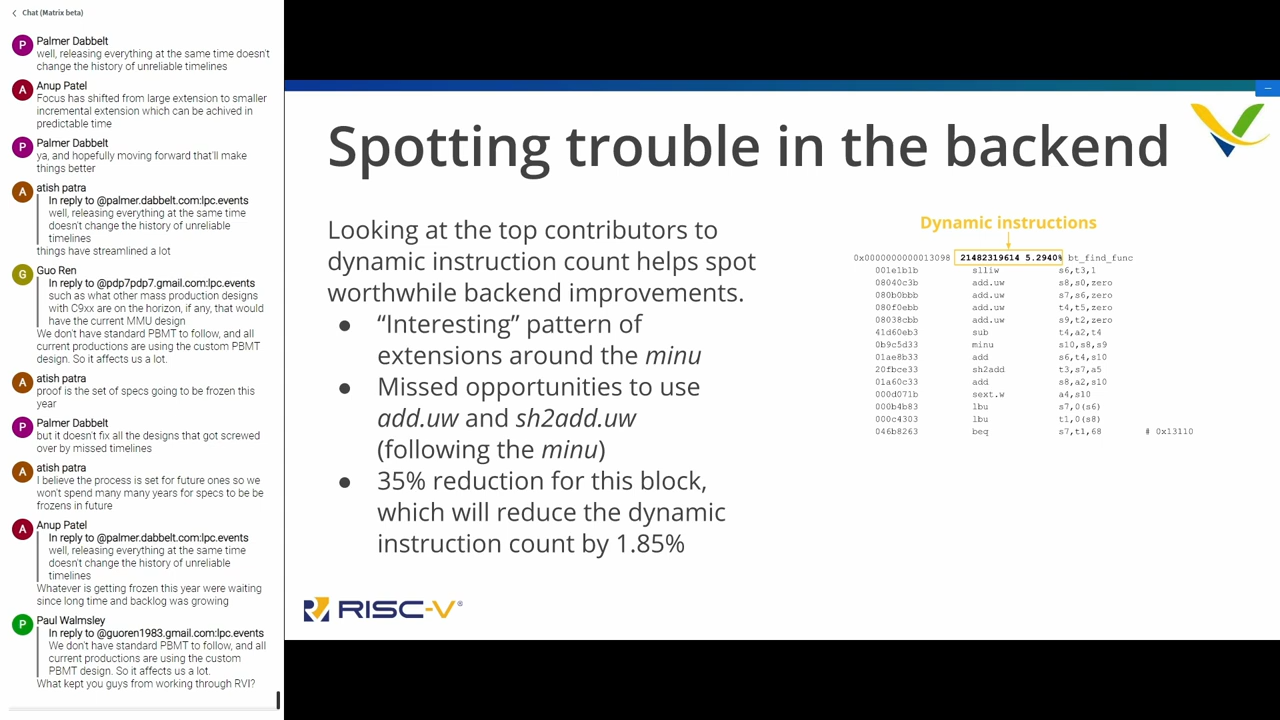 Chat (Matrix beta)
P
Palmer Dabbelt
well, releasing everything at the same time doesn't
change the history of unreliable timelines
A
Anup Patel
Focus has shifted from large extension to smaller
incremental extension which can be achived in
predictable time
P
Palmer Dabbelt
ya, and hopefully moving forward that'll make
things better
A
atish patra
In reply to @palmer.dabbelt.com:lpc.events
well, releasing everything at the same time
doesn't change the history of unreliable
timelines
things have streamlined a lot
G
Guo Ren
In reply to @pdp7pdp7.gmail.com:lpc.events
such as what other mass production designs
with C9xx are on the horizon, if any, that would
have the current MMU design
We don't have standard PBMT to follow, and all
current productions are using the custom PBMT
design. So it affects us a lot.
A
atish patra
proof is the set of specs going to be frozen this
year
P
Palmer Dabbelt
but it doesn't fix all the designs that got screwed
over by missed timelines
A
atish patra
I believe the process is set for future ones so we
won't spend many many years for specs to be be
frozens in future
A
Anup Patel
In reply to @palmer.dabbelt.com:lpc.events
well, releasing everything at the same time
doesn't change the history of unreliable
timelines
Whatever is getting frozen this year were waiting
since long time and backlog was growing
P
Paul Walmsley
In reply to @guoren1983.gmail.com:lpc.events
We don't have standard PBMT to follow, and all
current productions are using the custom
PBMT design. So it affects us a lot.
What kept you guys from working through RVI?
Spotting trouble in the backend
Looking at the top contributors to
dynamic instruction count helps spot
worthwhile backend improvements.
● “Interesting” pattern of
extensions around the minu
● Missed opportunities to use
add.uw and sh2add.uw
(following the minu)
● 35% reduction for this block,
which will reduce the dynamic
instruction count by 1.85%
Dynamic instructions
0x0000000000013098 21482319614 5.2940% bt_find_func
001e1b1b slliw s6,t3,1
08040c3b add.uw s8,s0,zero
080b0bbb add.uw s7,s6,zero
080f0ebb add.uw t4,t5,zero
08038cbb add.uw s9,t2,zero
41d60eb3 sub t4,a2,t4
0b9c5d33 minu s10,s8,s9
01ae8b33 add s6,t4,s10
20fbce33 sh2add t3,s7,a5
01a60c33 add s8,a2,s10
000d071b sext.w a4,s10
000b4b83 lbu s7,0(s6)
000c4303 lbu t1,0(s8)
046b8263 beq s7,t1,68 # 0x13110
RISC-V®